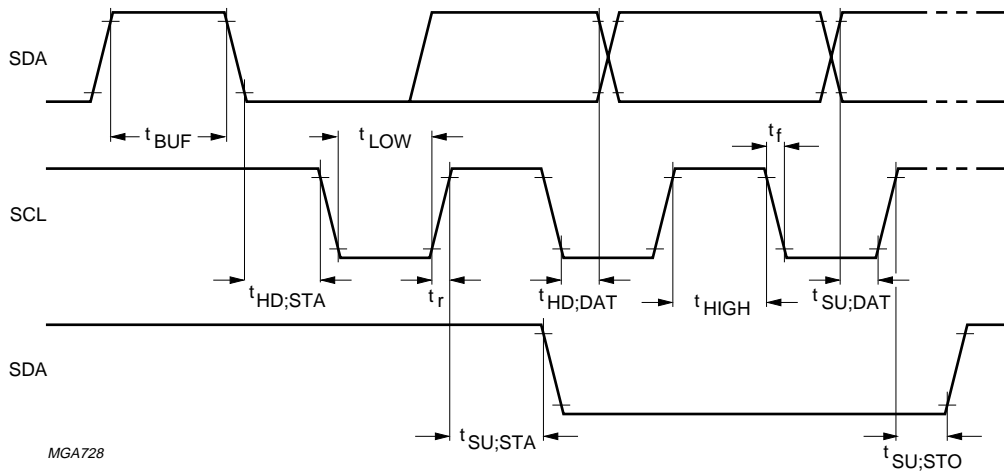 SDA
t BUF
t LOW
t f
SCL
t HD;STA
t r
t HD;DAT
t HIGH
t SU;DAT
SDA
t SU;STA
t SU;STO
MGA728